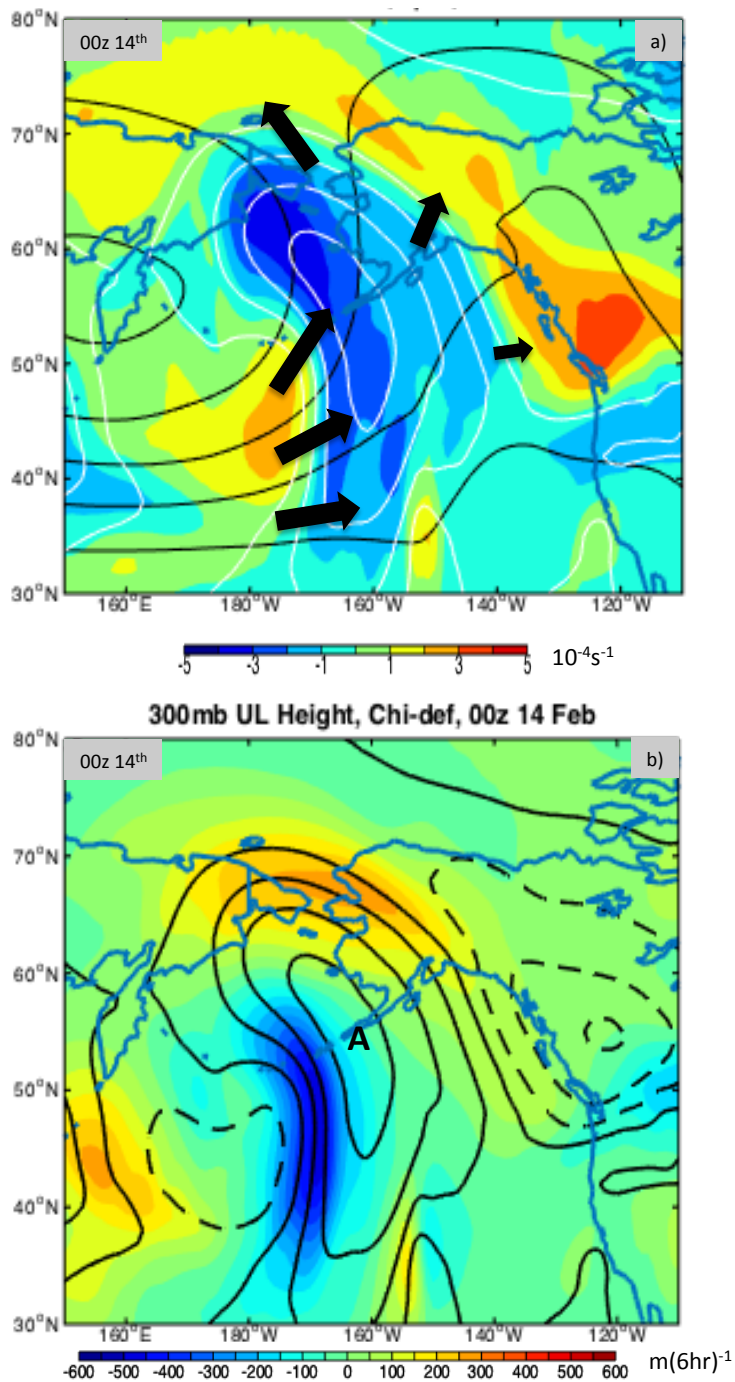 80°N
00z 14th
a)
70°N
60°N
50°N
40°N
30°N
160°E 180°W 160°W 140°W 120°W
-5 -3 -1 1 3 5 10-4s-1
300mb UL Height, Chi-def, 00z 14 Feb
80°N
00z 14th
b)
70°N
60°N
A
50°N
40°N
30°N
160°E 180°W 160°W 140°W 120°W
-600 -500 -400 -300 -200 -100 0 100 200 300 400 500 600 m(6hr)-1